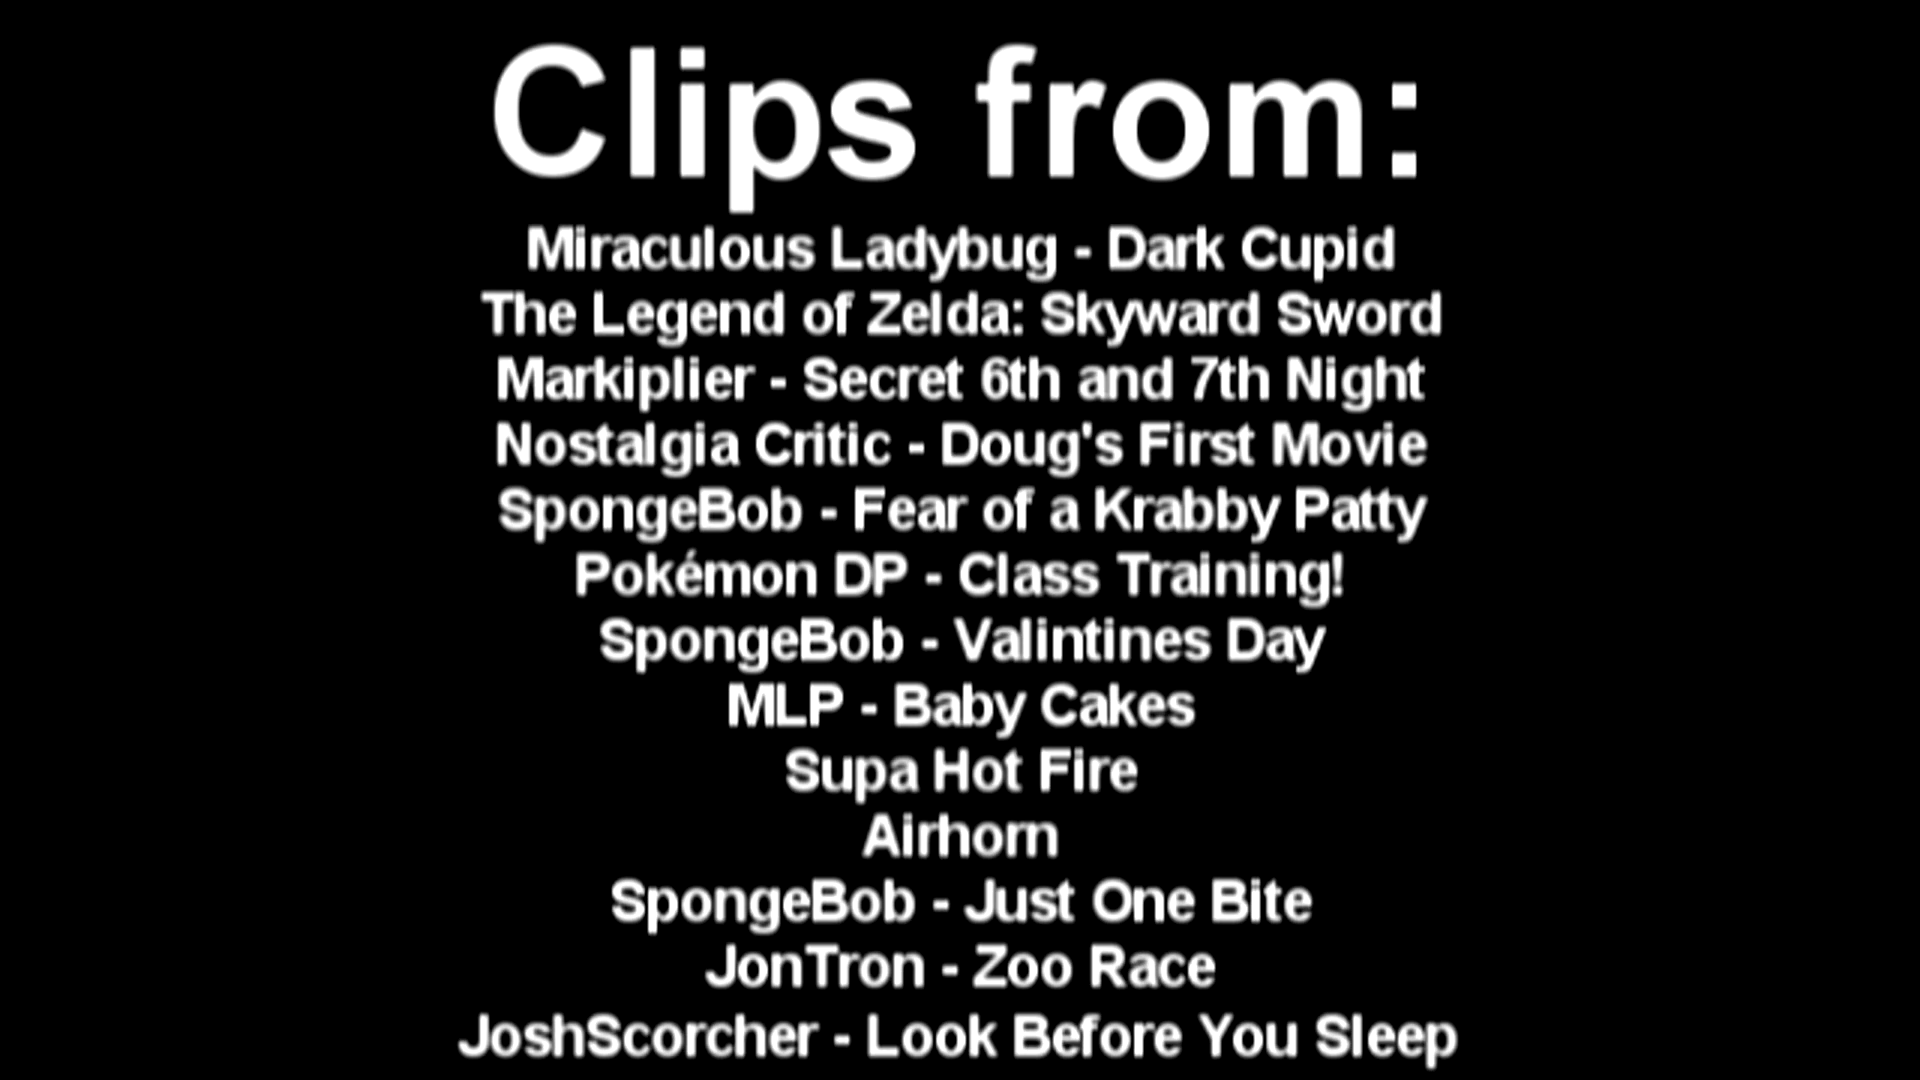 Clips from:
Miraculous Ladybug - Dark Cupid
The Legend of Zelda: Skyward Sword
Markiplier - Secret 6th and 7th Night
Nostalgia Critic - Doug's First Movie
SpongeBob - Fear of a Krabby Patty
Pokémon DP - Class Training!
SpongeBob - Valintines Day
MLP - Baby Cakes
Supa Hot Fire
Airhorn
SpongeBob - Just One Bite
JonTron - Zoo Race
JoshScorcher - Look Before You Sleep